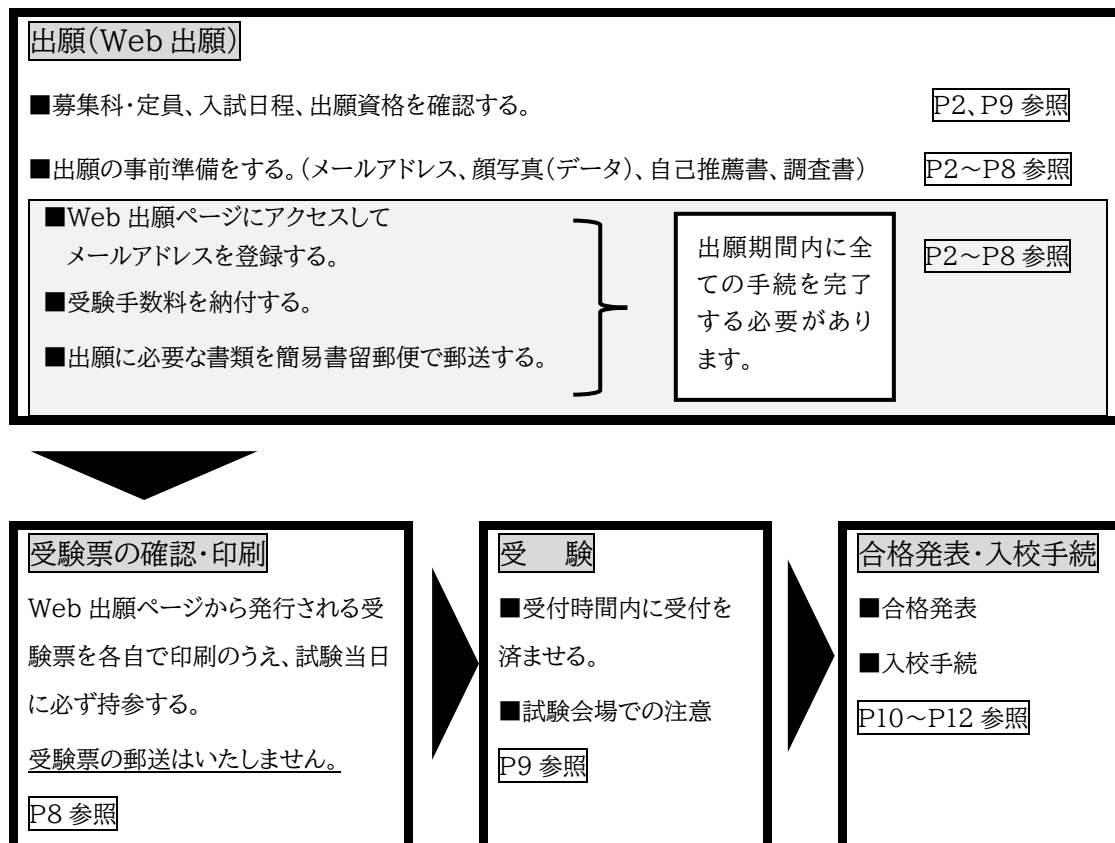 出願(Web 出願)
■募集科・定員、入試日程、出願資格を確認する。 P2、P9 参照
■出願の事前準備をする。(メールアドレス、顔写真(データ)、自己推薦書、調査書) P2~P8 参照
■Web 出願ページにアクセスして
メールアドレスを登録する。
■受験手数料を納付する。
■出願に必要な書類を簡易書留郵便で郵送する。
出願期間内に全
ての手続を完了
する必要があり
ます。
P2~P8 参照
受験票の確認・印刷
Web 出願ページから発行される受
験票を各自で印刷のうえ、試験当日
に必ず持参する。
受験票の郵送はいたしません。
P8 参照
受 験
■受付時間内に受付を
済ませる。
■試験会場での注意
P9 参照
合格発表・入校手続
■合格発表
■入校手続
P10~P12 参照